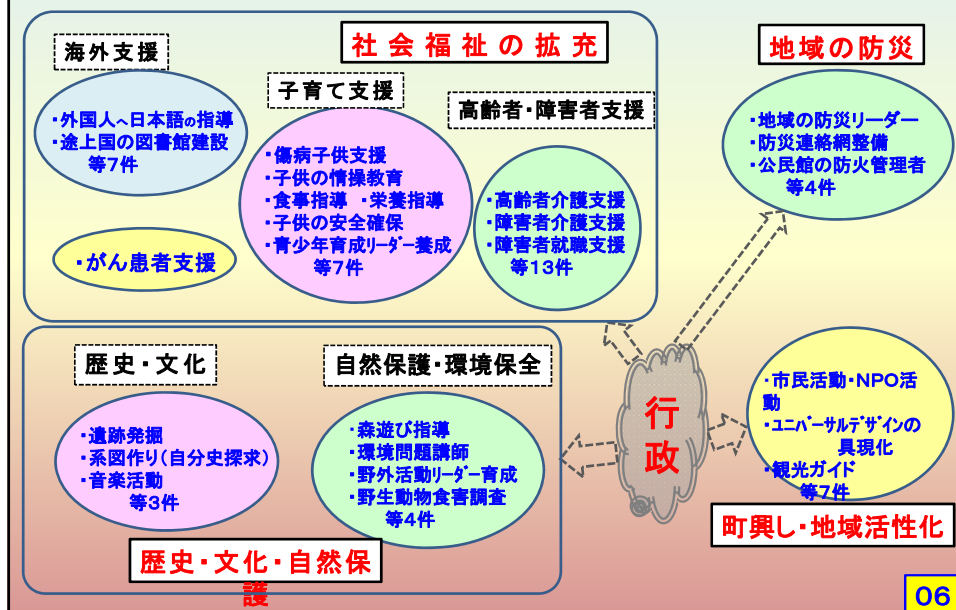 社会福祉の拡充
海外支援
・外国人へ日本語の指導
・途上国の図書館建設
等7件
・がん患者支援
子育て支援
・傷病子供支援
・子供の情操教育
・食事指導 ・栄養指導
・子供の安全確保
・青少年育成リーダー養成
等7件
高齢者・障害者支援
・高齢者介護支援
・障害者介護支援
・障害者就職支援
等13件
地域の防災
・地域の防災リーダー
・防災連絡網整備
・公民館の防火管理者
等4件
歴史・文化
・遺跡発掘
・系図作り(自分史探求)
・音楽活動
等3件
自然保護・環境保全
・森遊び指導
・環境問題講師
・野外活動リーダー育成
・野生動物食害調査
等4件
歴史・文化・自然保
護
行
政
・市民活動・NPO活
動
・ユニバーサルデザインの
具現化
・観光ガイド
等7件
町興し・地域活性化
06